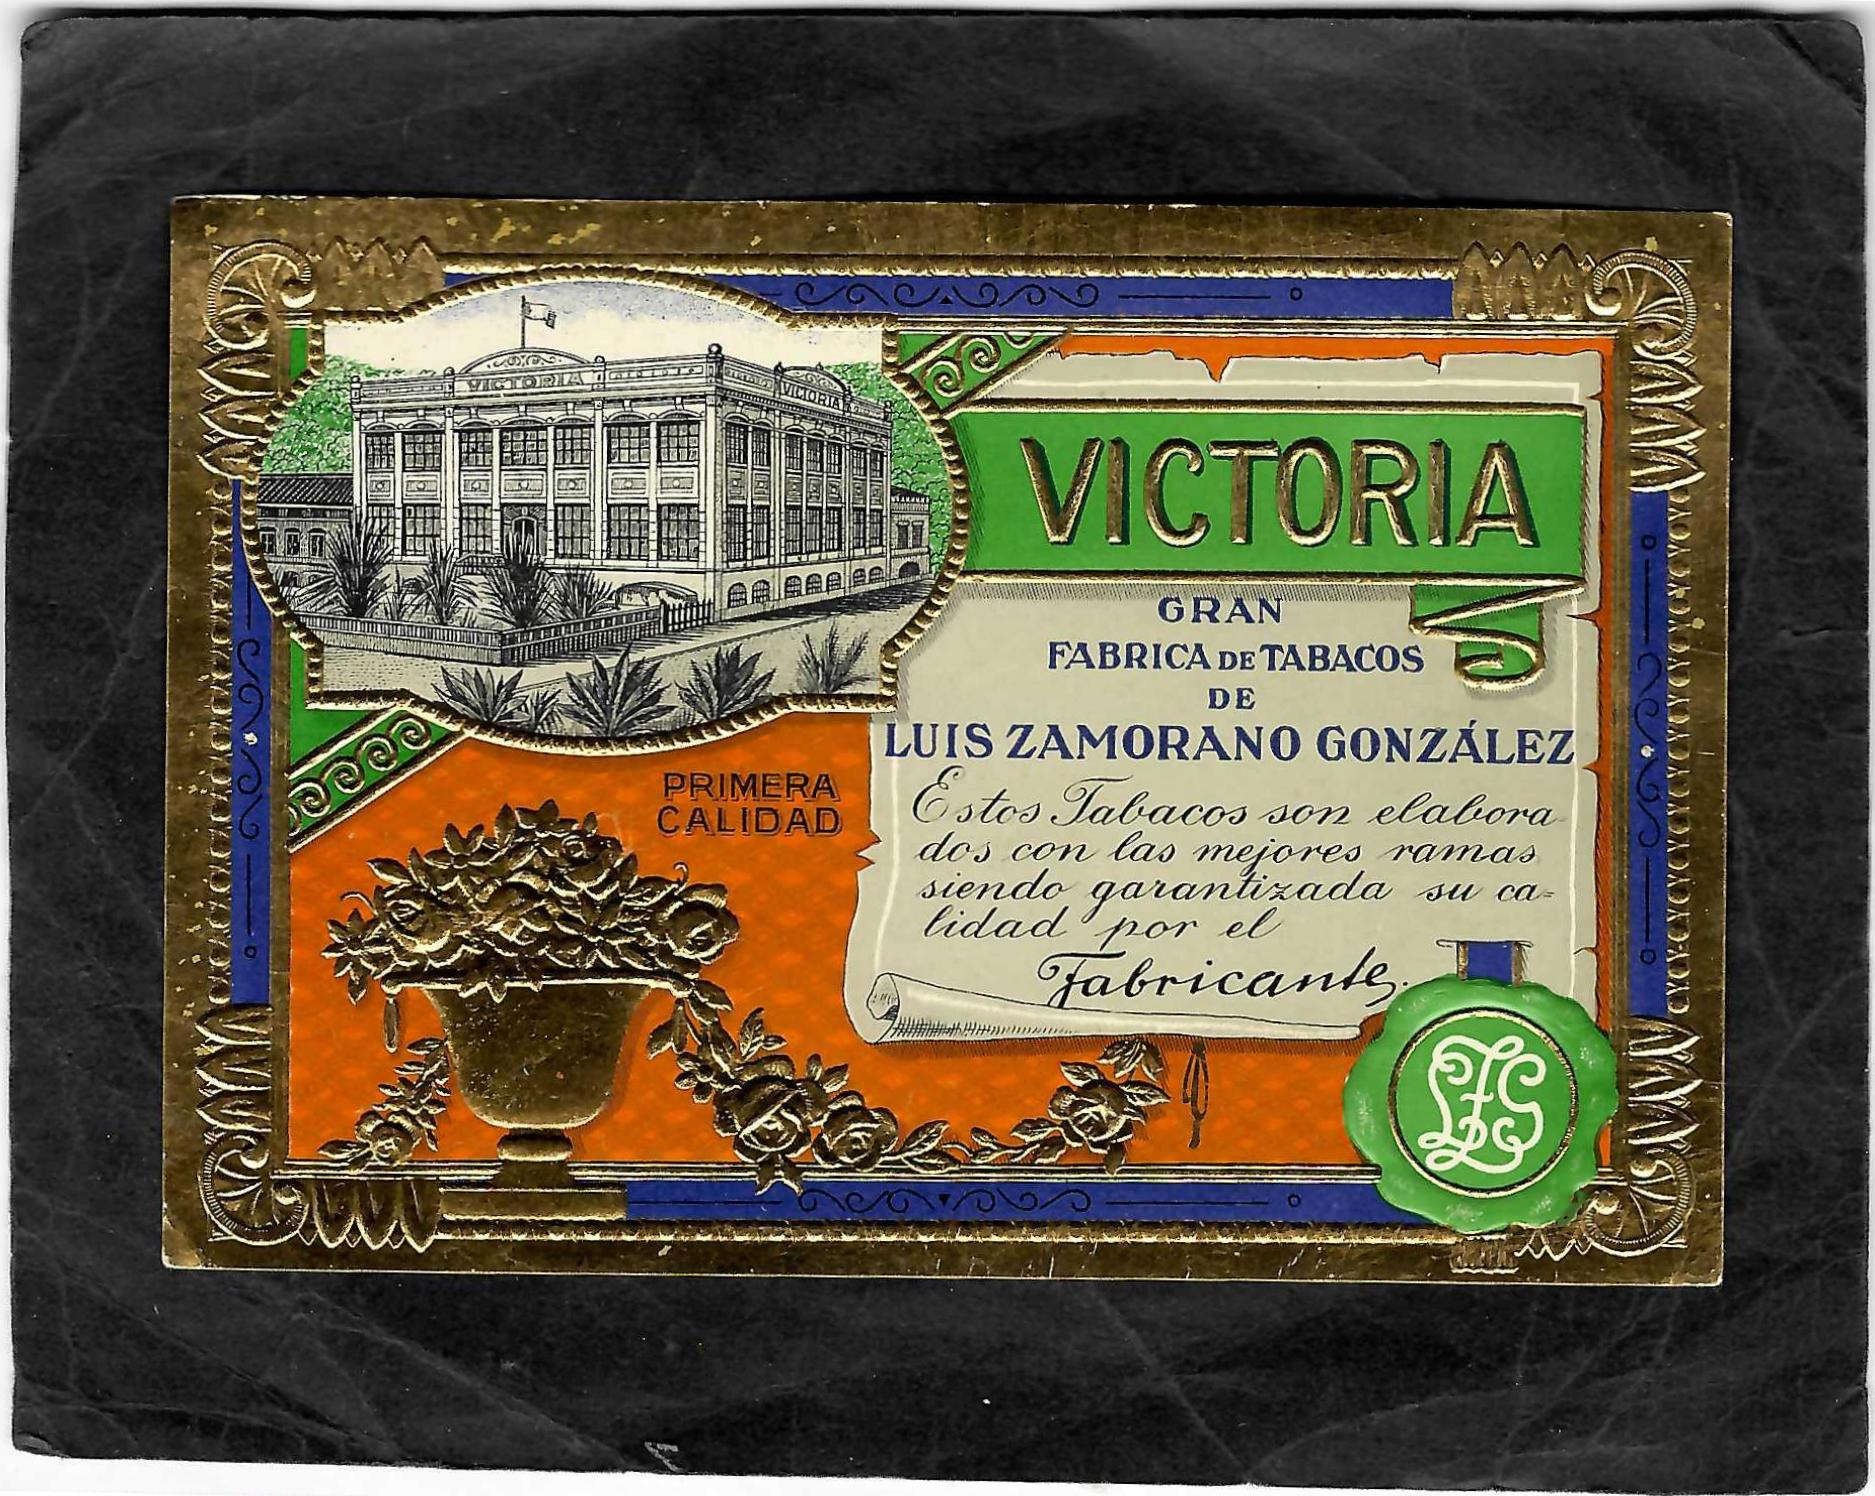 VICTORIA
VICTORIA
VICTORIA
GRAN
FABRICA DE TABACOS
DE
LUIS ZAMORANO GONZÁLEZ
Estos Tabacos son elabora-
dos con las mejores ramas
siendo garantizada su ca-
lidad por el
Fabricante.
PRIMERA
CALIDAD
LZG